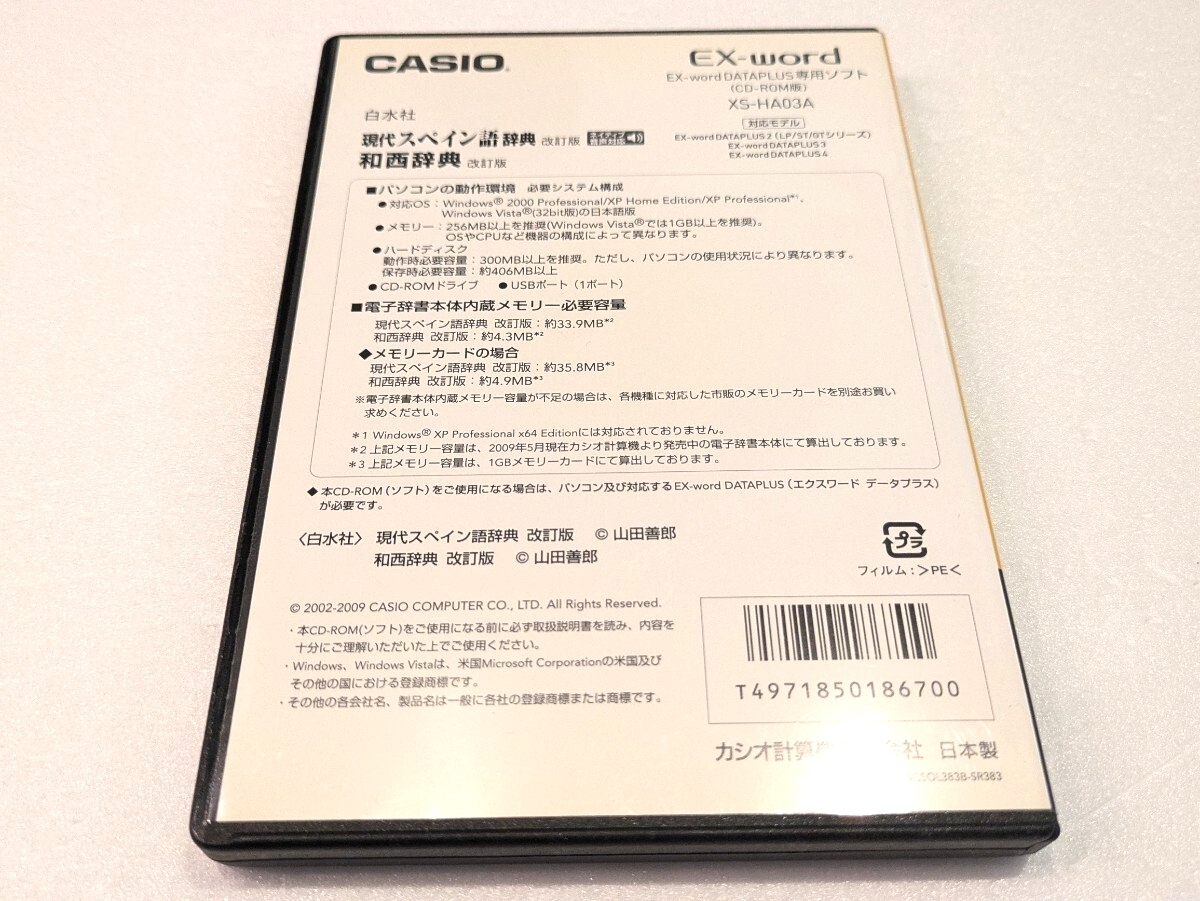 CASIO®
EX-word
EX-word DATAPLUS専用ソフト
(CD-ROM版)
XS-HA03A
対応モデル
EX-word DATAPLUS2 (LP/ST/GTシリーズ)
EX-word DATAPLUS3
EX-word DATAPLUS4
白水社
現代スペイン語辞典 改訂版 ネイティブ音声対応
和西辞典 改訂版
■パソコンの動作環境 必要システム構成
●対応OS:Windows® 2000 Professional/XP Home Edition/XP Professional*1、
Windows Vista®(32bit版)の日本語版
●メモリー:256MB以上を推奨(Windows Vista®では1GB以上を推奨)。
OSやCPUなど機器の構成によって異なります。
●ハードディスク
動作時必要容量:300MB以上を推奨。ただし、パソコンの使用状況により異なります。
保存時必要容量:約406MB以上
●CD-ROMドライブ ●USBポート(1ポート)
■電子辞書本体内蔵メモリー必要容量
現代スペイン語辞典 改訂版:約33.9MB*2
和西辞典 改訂版:約4.3MB*2
◆メモリーカードの場合
現代スペイン語辞典 改訂版:約35.8MB*3
和西辞典 改訂版:約4.9MB*3
※電子辞書本体内蔵メモリー容量が不足の場合は、各機種に対応した市販のメモリーカードを別途お買い
求めください。
*1 Windows® XP Professional x64 Editionには対応されておりません。
*2 上記メモリー容量は、2009年5月現在カシオ計算機より発売中の電子辞書本体にて算出しております。
*3 上記メモリー容量は、1GBメモリーカードにて算出しております。
◆本CD-ROM(ソフト)をご使用になる場合は、パソコン及び対応するEX-word DATAPLUS(エクスワード データプラス)
が必要です。
〈白水社〉 現代スペイン語辞典 改訂版 © 山田善郎
和西辞典 改訂版 © 山田善郎
プラ
フィルム:>PE<
© 2002-2009 CASIO COMPUTER CO., LTD. All Rights Reserved.
・本CD-ROM(ソフト)をご使用になる前に必ず取扱説明書を読み、内容を
十分にご理解いただいた上でご使用ください。
・Windows、Windows Vistaは、米国Microsoft Corporationの米国及び
その他の国における登録商標です。
・その他の各会社名、製品名は一般に各社の登録商標または商標です。
T4971850186700
カシオ計算 会社 日本製
SOL383B-SR383